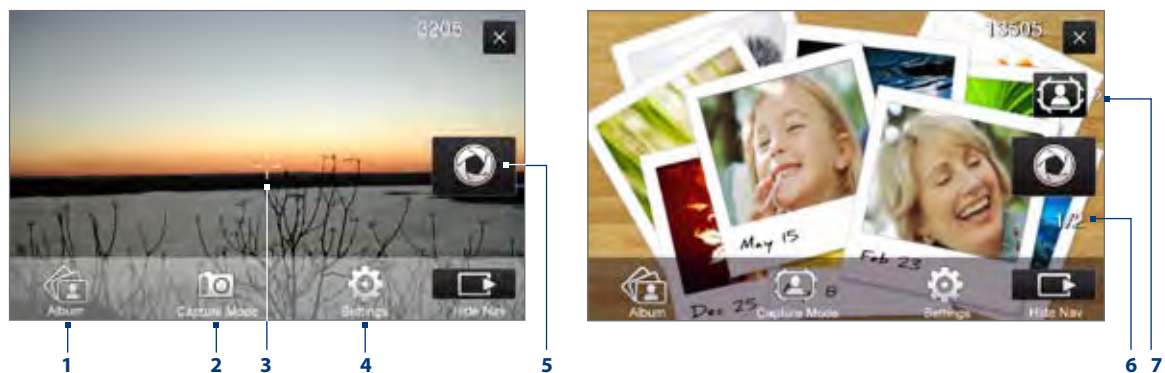 3205
Album
Capture Mode
Settings
Hide Nav
1
2
3
4
5
13505
May 15
Feb 23
Dec 25
8
1/2
Album
Capture Mode
Settings
Hide Nav
6
7